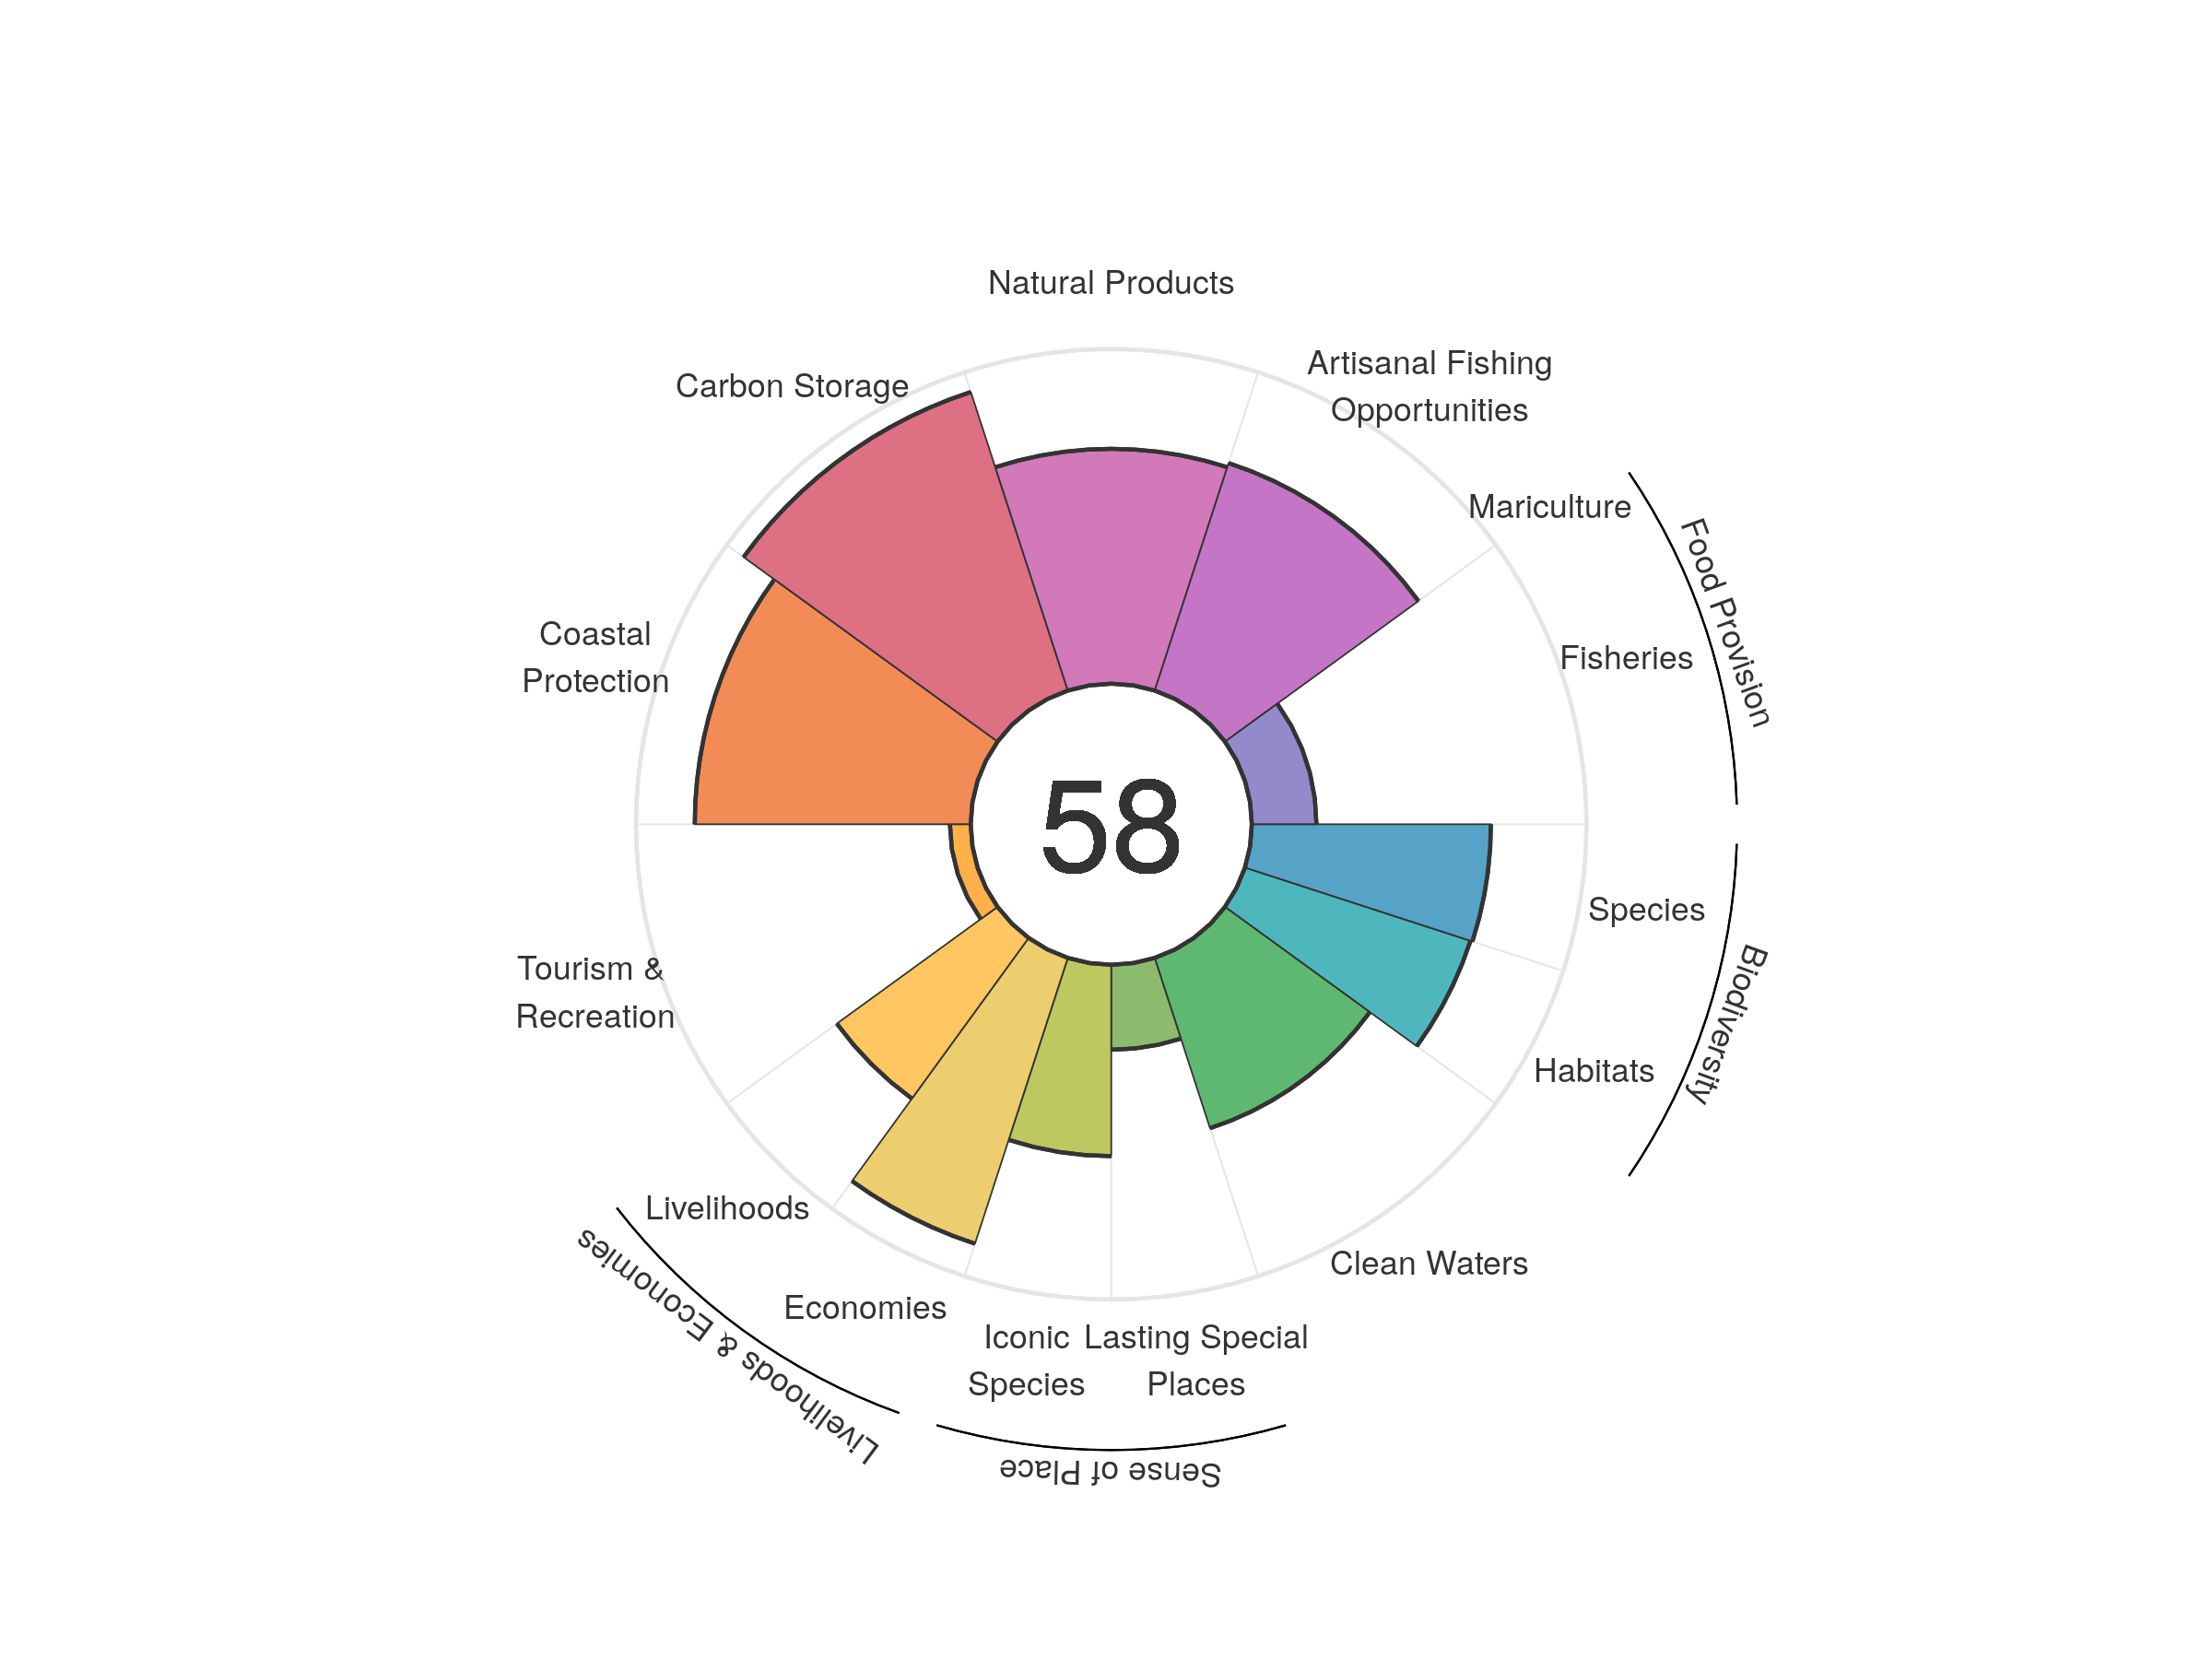 Natural Products
Artisanal Fishing
Opportunities
Carbon Storage
Mariculture
Food Provision
Fisheries
Coastal
Protection
58
Species
Biodiversity
Tourism &
Recreation
Habitats
Livelihoods
Clean Waters
Livelihoods & Economies
Economies
Iconic
Species
Lasting Special
Places
Sense of Place